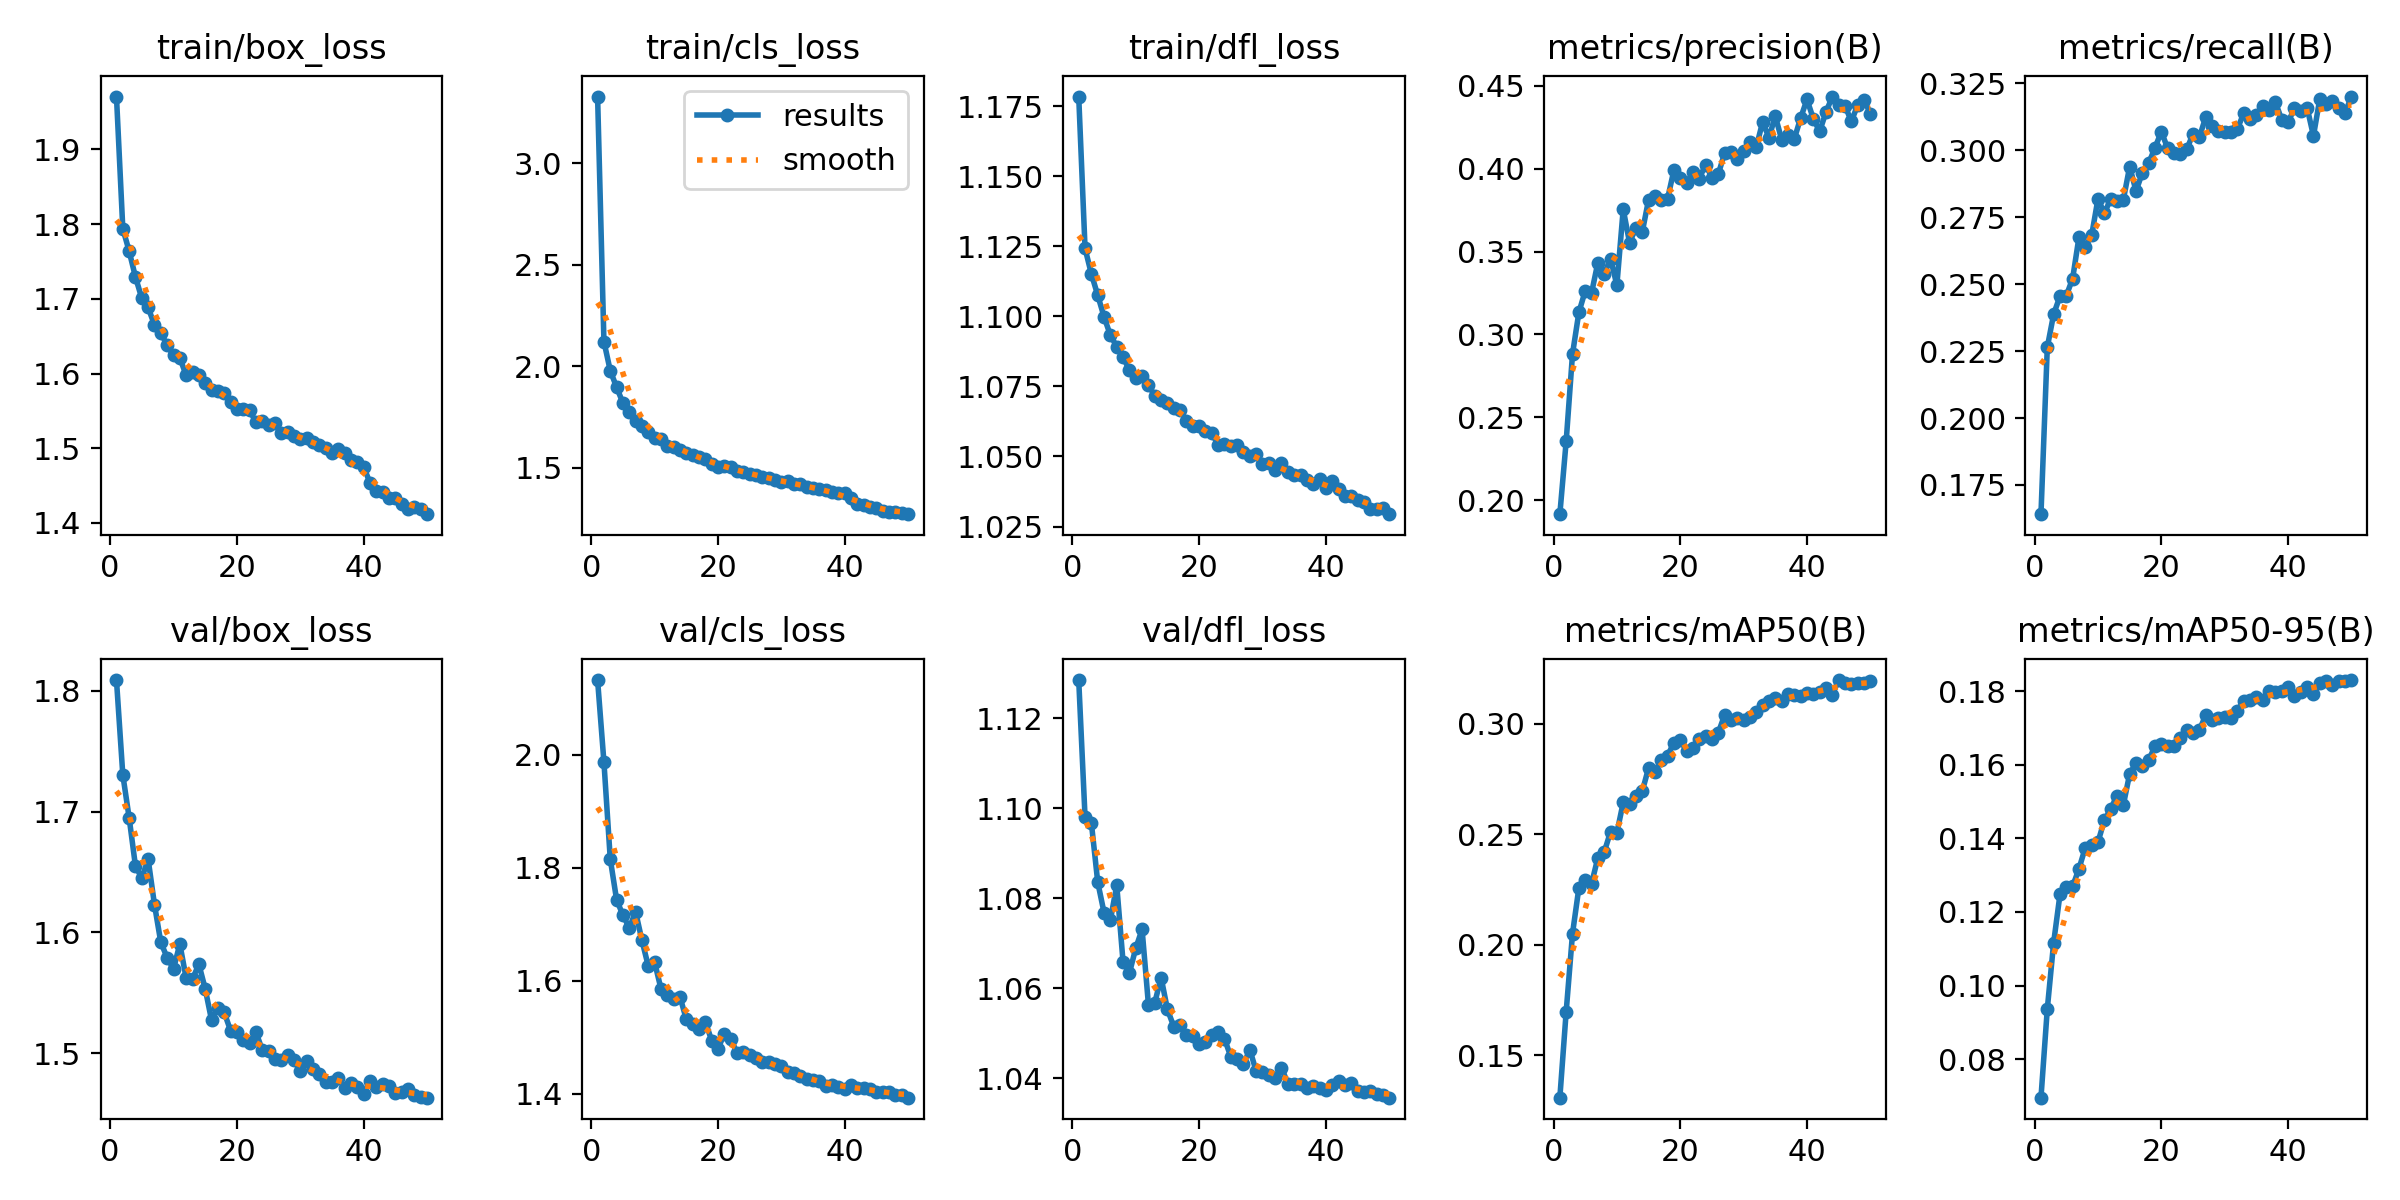 train/box_loss
train/cls_loss
train/dfl_loss
metrics/precision(B)
metrics/recall(B)
1.9
1.8
1.7
1.6
1.5
1.4
0 20 40
results
smooth
3.0
2.5
2.0
1.5
0 20 40
1.175
1.150
1.125
1.100
1.075
1.050
1.025
0 20 40
0.45
0.40
0.35
0.30
0.25
0.20
0 20 40
0.325
0.300
0.275
0.250
0.225
0.200
0.175
0 20 40
val/box_loss
val/cls_loss
val/dfl_loss
metrics/mAP50(B)
metrics/mAP50-95(B)
1.8
1.7
1.6
1.5
0 20 40
2.0
1.8
1.6
1.4
0 20 40
1.12
1.10
1.08
1.06
1.04
0 20 40
0.30
0.25
0.20
0.15
0 20 40
0.18
0.16
0.14
0.12
0.10
0.08
0 20 40